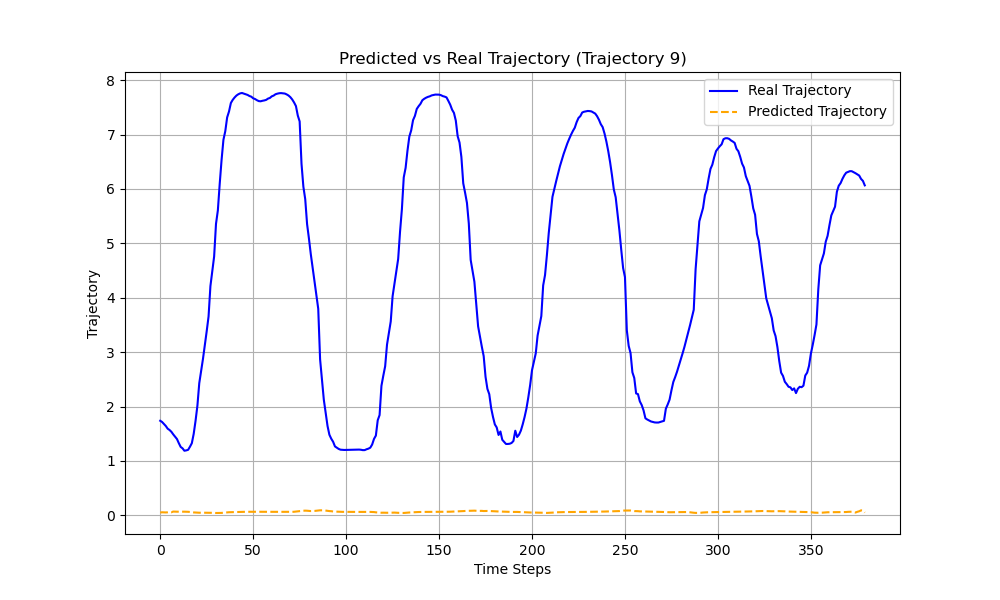 Predicted vs Real Trajectory (Trajectory 9)
Real Trajectory
Predicted Trajectory
Trajectory
8
7
6
5
4
3
2
1
0
0 50 100 150 200 250 300 350
Time Steps